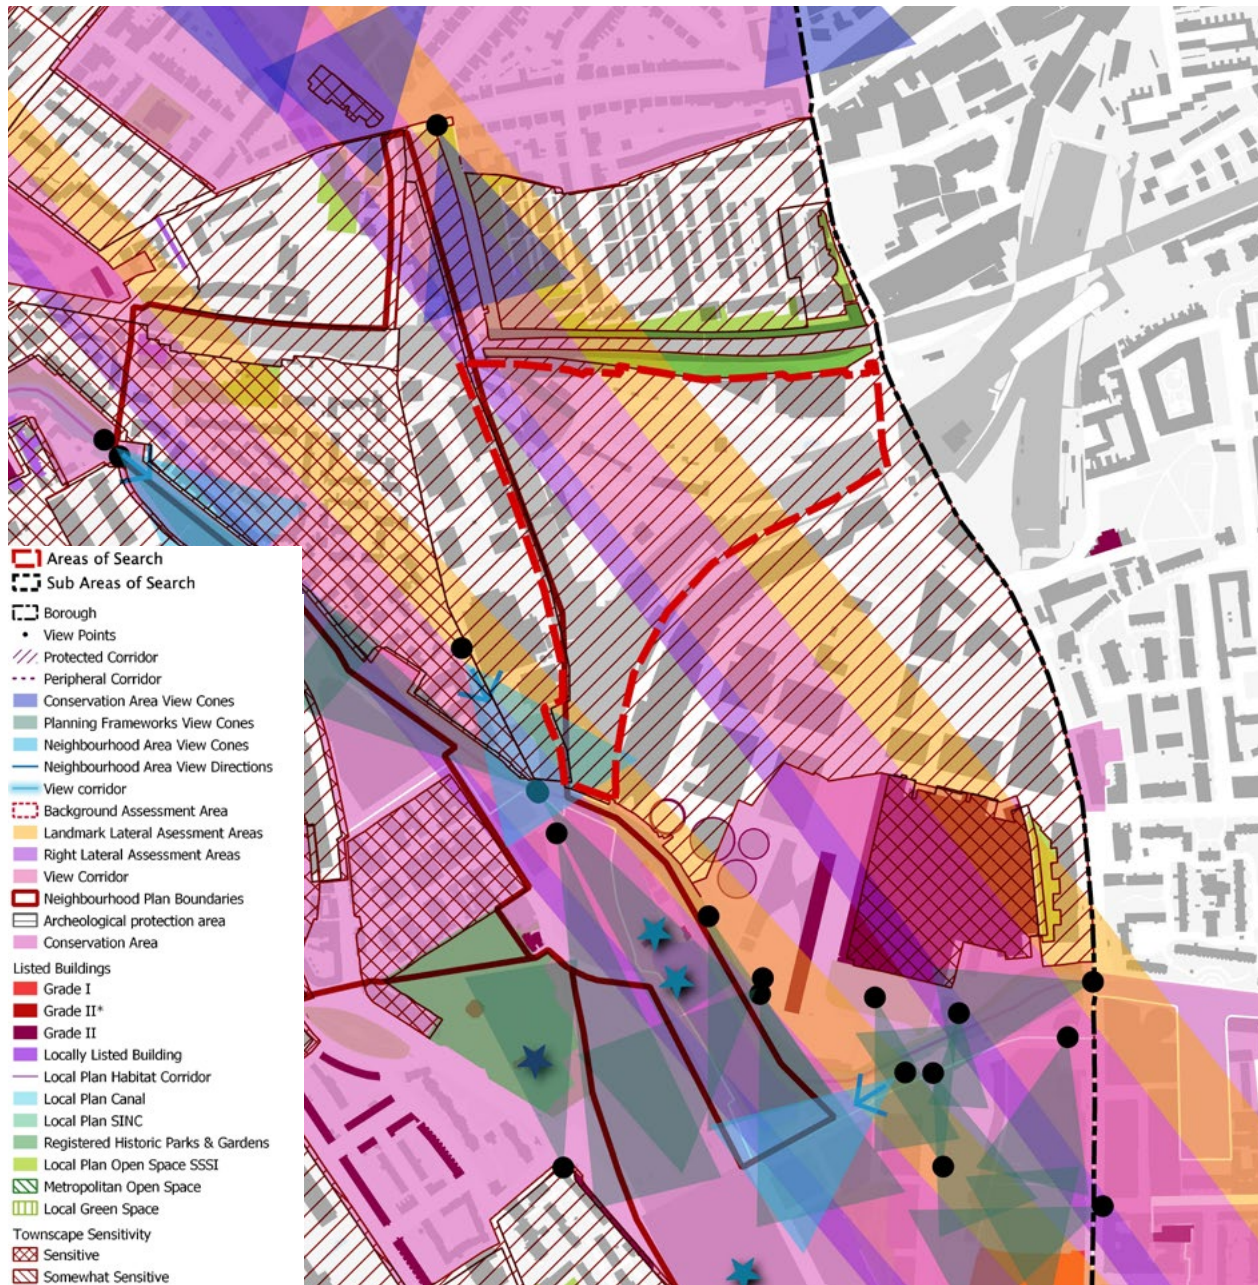 Areas of Search
Sub Areas of Search
Borough
View Points
Protected Corridor
Peripheral Corridor
Conservation Area View Cones
Planning Frameworks View Cones
Neighbourhood Area View Cones
Neighbourhood Area View Directions
View corridor
Background Assessment Area
Landmark Lateral Asessment Areas
Right Lateral Assessment Areas
View Corridor
Neighbourhood Plan Boundaries
Archeological protection area
Conservation Area
Listed Buildings
Grade I
Grade II*
Grade II
Locally Listed Building
Local Plan Habitat Corridor
Local Plan Canal
Local Plan SINC
Registered Historic Parks & Gardens
Local Plan Open Space SSSI
Metropolitan Open Space
Local Green Space
Townscape Sensitivity
Sensitive
Somewhat Sensitive